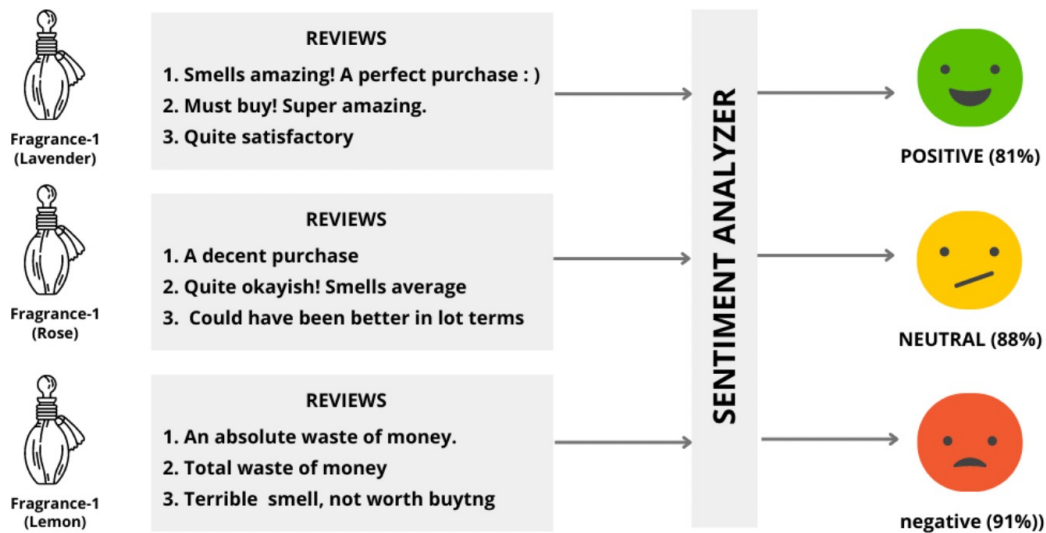 REVIEWS
1. Smells amazing! A perfect purchase : )
2. Must buy! Super amazing.
3. Quite satisfactory
Fragrance-1
(Lavender)
POSITIVE (81%)
REVIEWS
1. A decent purchase
2. Quite okayish! Smells average
3. Could have been better in lot terms
Fragrance-1
(Rose)
NEUTRAL (88%)
REVIEWS
1. An absolute waste of money.
2. Total waste of money
3. Terrible smell, not worth buytng
Fragrance-1
(Lemon)
negative (91%))
SENTIMENT ANALYZER